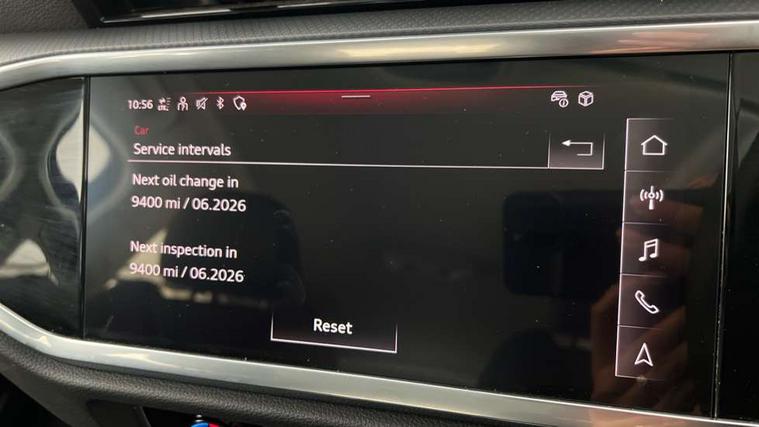 10:56
Car
Service intervals
Next oil change in
9400 mi / 06.2026
Next inspection in
9400 mi / 06.2026
Reset